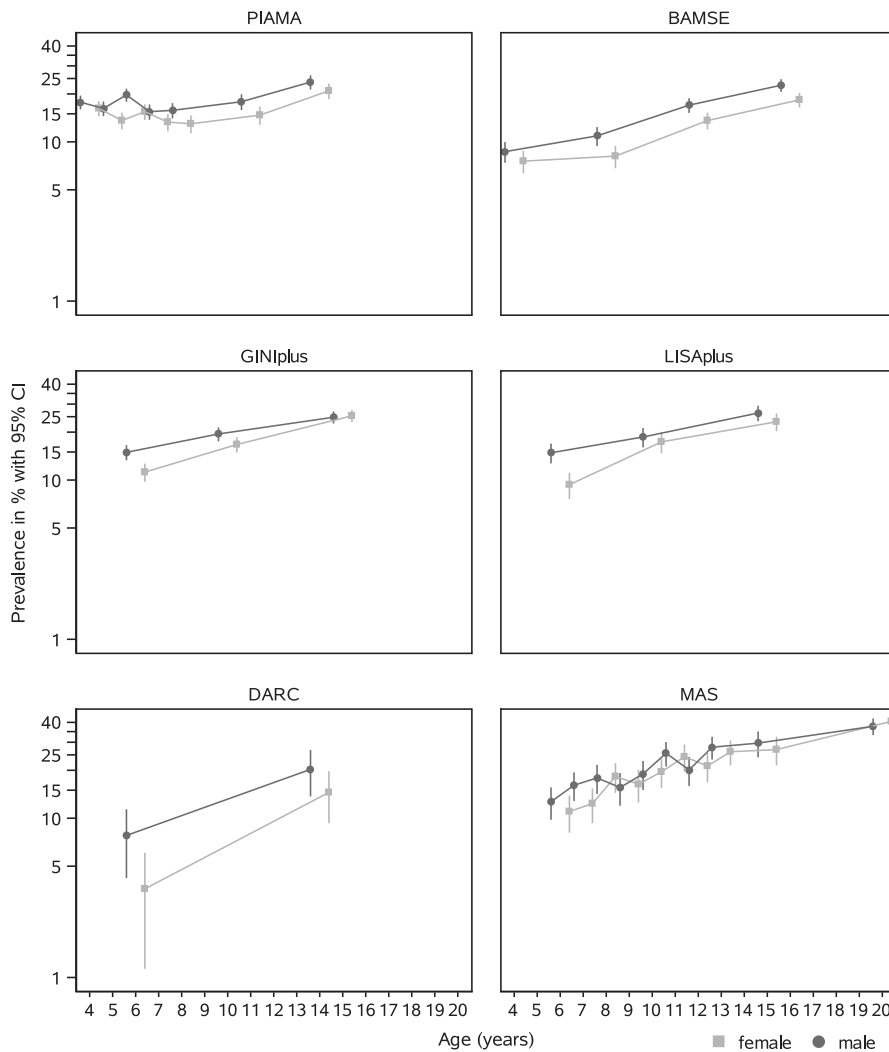 PIAMA
BAMSE
40
25
15
10
5
1
GINIplus
LISAplus
40
25
15
10
5
1
Prevalence in % with 95% CI
DARC
MAS
40
25
15
10
5
1
4 5 6 7 8 9 10 11 12 13 14 15 16 17 18 19 20
4 5 6 7 8 9 10 11 12 13 14 15 16 17 18 19 20
Age (years)
female male